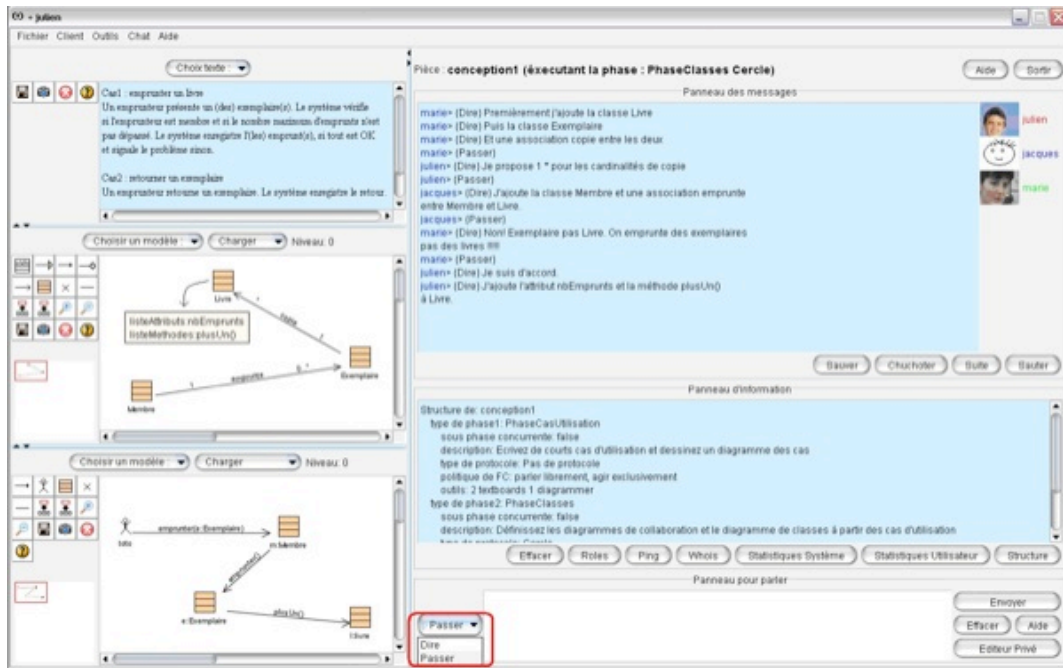 julien
Fichier Client Outils Chat Aide
Choix texte :
Cas1 : emprunter un livre
Un emprunteur présente un (des) exemplaire(s). Le système vérifie
si l'emprunteur est membre et si le nombre maximum d'emprunts n'est
pas dépassé. Le système enregistre l'(les) emprunt(s), si tout est OK
et signale le problème sinon.
Cas2 : retourner un exemplaire
Un emprunteur retourne un exemplaire. Le système enregistre le retour.
Choisir un modèle : Charger Niveau: 0
Livre
listeAttributs nbEmprunts
listeMethodes plusUn()
copie
1
emprunte
0..*
Exemplaire
Membre
Choisir un modèle : Charger Niveau: 0
emprunter(e:Exemplaire)
toto
m:Membre
emprunter()
e:Exemplaire
plusUn()
l:livre
Pièce : conception1 (éxecutant la phase : PhaseClasses Cercle)
Aide Sortir
Panneau des messages
marie> (Dire) Premièrement j'ajoute la classe Livre
marie> (Dire) Puis la classe Exemplaire
marie> (Dire) Et une association copie entre les deux
marie> (Passer)
julien> (Dire) Je propose 1 * pour les cardinalités de copie
julien> (Passer)
jacques> (Dire) J'ajoute la classe Membre et une association emprunte
entre Membre et Livre.
jacques> (Passer)
marie> (Dire) Non! Exemplaire pas Livre. On emprunte des exemplaires
pas des livres !!!!!
marie> (Passer)
julien> (Dire) Je suis d'accord.
julien> (Dire) J'ajoute l'attribut nbEmprunts et la méthode plusUn()
à Livre.
julien
jacques
marie
Sauver Chuchoter Suite Sauter
Panneau d'information
Structure de: conception1
type de phase1: PhaseCasUtilisation
sous phase concurrente: false
description: Ecrivez de courts cas d'utilisation et dessinez un diagramme des cas
type de protocole: Pas de protocole
politique de FC: parler librement, agir exclusivement
outils: 2 textboards 1 diagrammer
type de phase2: PhaseClasses
sous phase concurrente: false
description: Définissez les diagrammes de collaboration et le diagramme de classes à partir des cas d'utilisation
Effacer Roles Ping Whois Statistiques Système Statistiques Utilisateur Structure
Panneau pour parler
Passer
Dire
Passer
Envoyer
Effacer Aide
Editeur Privé